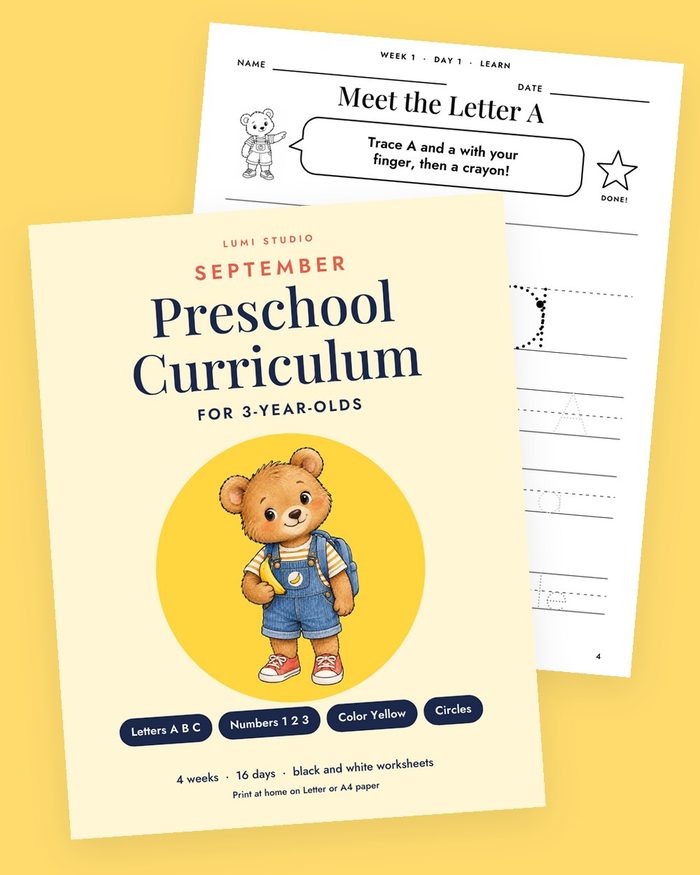 WEEK 1 · DAY 1 · LEARN
NAME
DATE
Meet the Letter A
Trace A and a with your
finger, then a crayon!
DONE!
A
a
4
LUMI STUDIO
SEPTEMBER
Preschool
Curriculum
FOR 3-YEAR-OLDS
Letters A B C
Numbers 1 2 3
Color Yellow
Circles
4 weeks · 16 days · black and white worksheets
Print at home on Letter or A4 paper